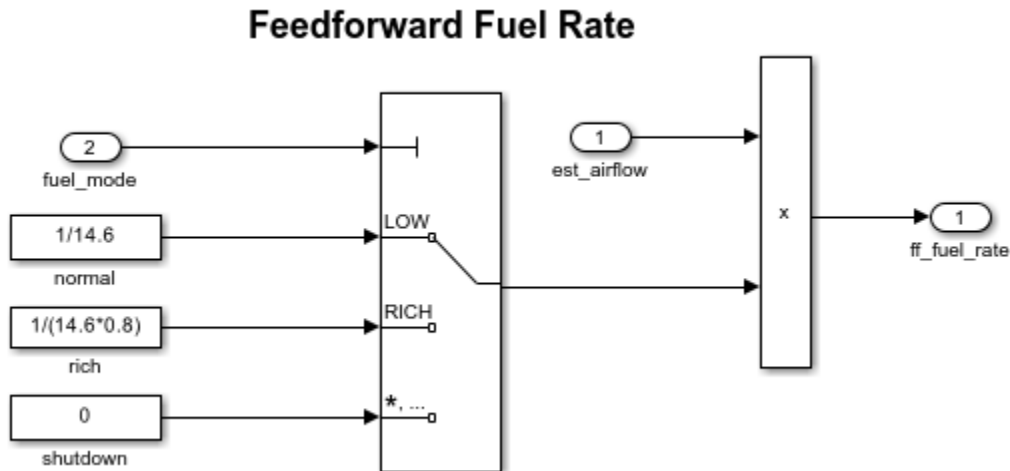 Feedforward Fuel Rate
2
fuel_mode
1/14.6
normal
1/(14.6*0.8)
rich
0
shutdown
LOW
RICH
*, ...
1
est_airflow
x
1
ff_fuel_rate